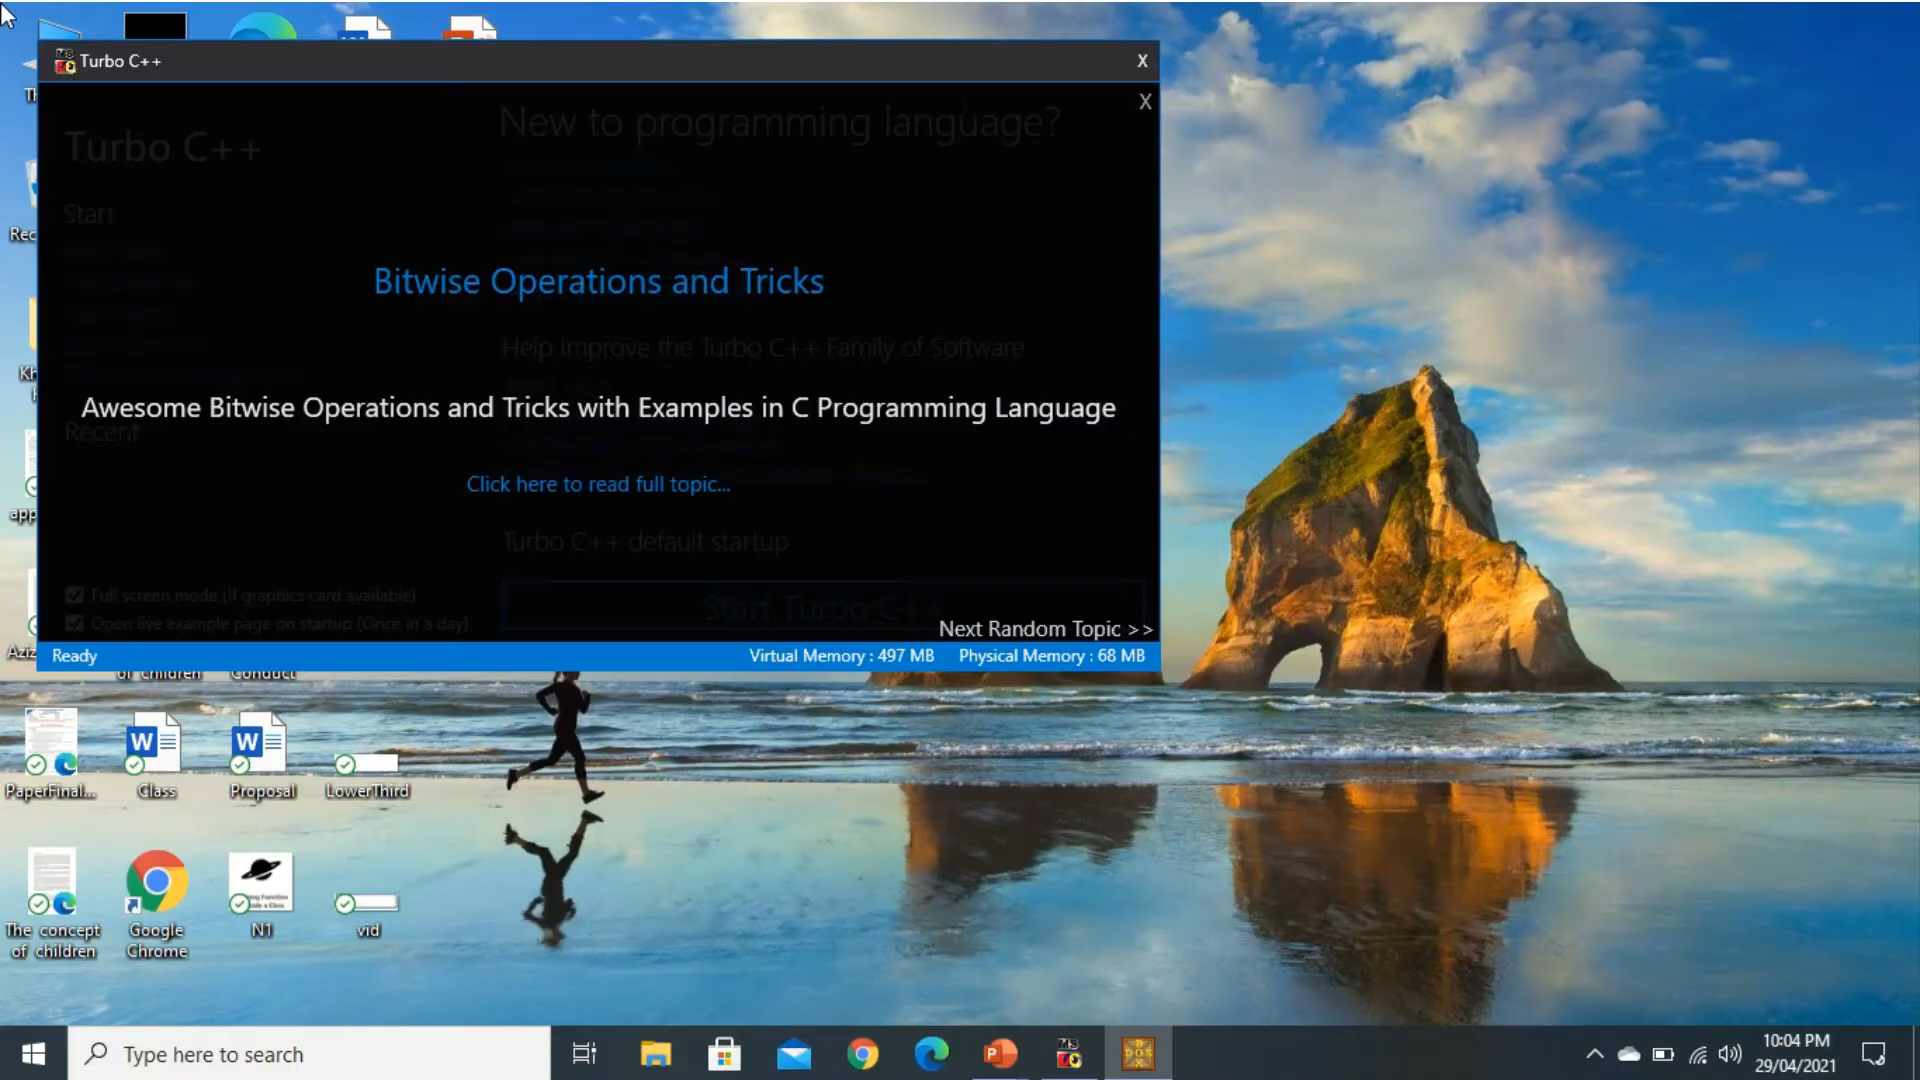 Turbo C++
X
X
New to programming language?
Turbo C++
Start
Bitwise Operations and Tricks
Help Improve the Turbo C++ Family of Software
Awesome Bitwise Operations and Tricks with Examples in C Programming Language
Recent
Click here to read full topic...
Turbo C++ default startup
Full screen mode (If graphics card available)
Open live example page on startup (Once in a day)
Start Turbo C++
Next Random Topic >>
Ready
Virtual Memory : 497 MB
Physical Memory : 68 MB
of children
Conduct
PaperFinal...
Class
Proposal
LowerThird
The concept
of children
Google
Chrome
N1
vid
Type here to search
10:04 PM
29/04/2021